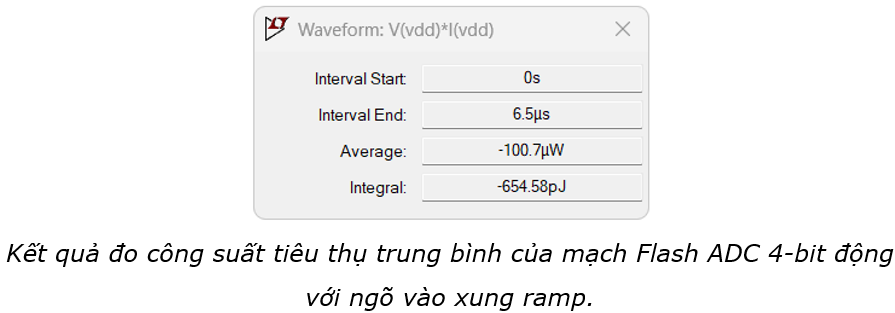 Waveform: V(vdd)*I(vdd)
Interval Start: 0s
Interval End: 6.5µs
Average: -100.7µW
Integral: -654.58pJ
Kết quả đo công suất tiêu thụ trung bình của mạch Flash ADC 4-bit động
với ngõ vào xung ramp.